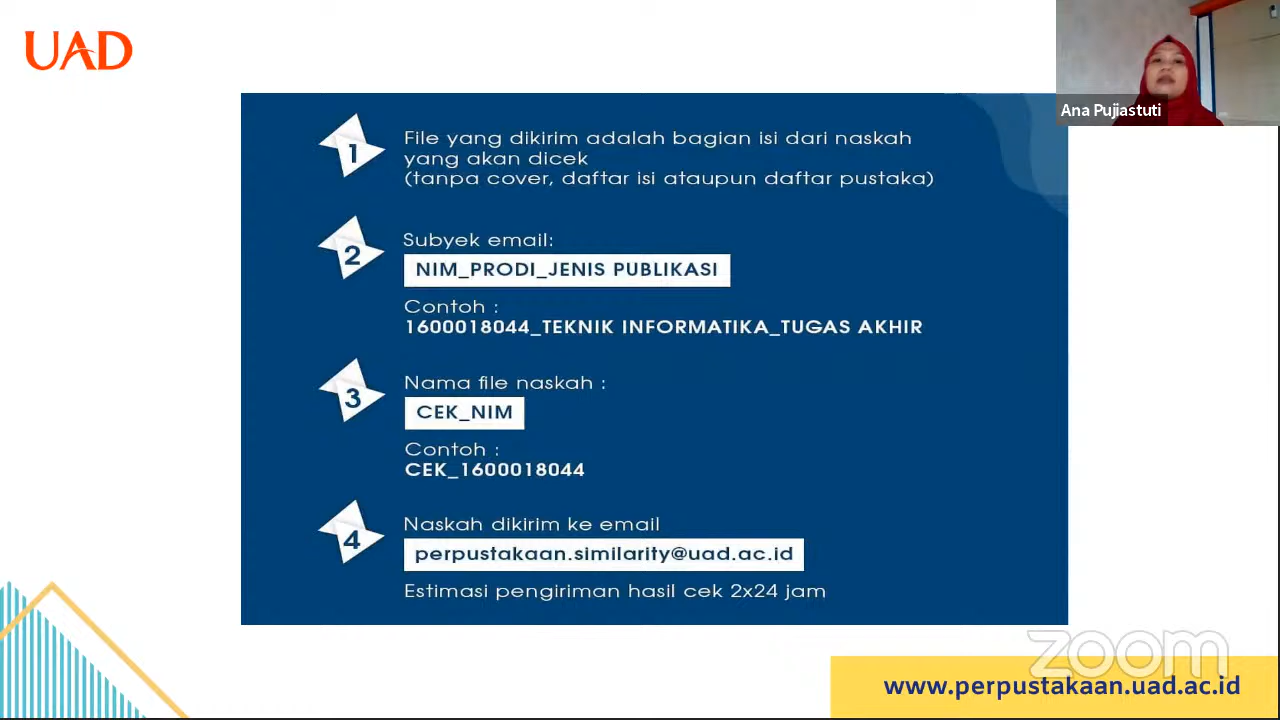 UAD
Ana Pujiastuti
1
File yang dikirim adalah bagian isi dari naskah
yang akan dicek
(tanpa cover, daftar isi ataupun daftar pustaka)
2
Subyek email:
NIM_PRODI_JENIS PUBLIKASI
Contoh :
1600018044_TEKNIK INFORMATIKA_TUGAS AKHIR
3
Nama file naskah :
CEK_NIM
Contoh :
CEK_1600018044
4
Naskah dikirim ke email
perpustakaan.similarity@uad.ac.id
Estimasi pengiriman hasil cek 2x24 jam
zoom
www.perpustakaan.uad.ac.id